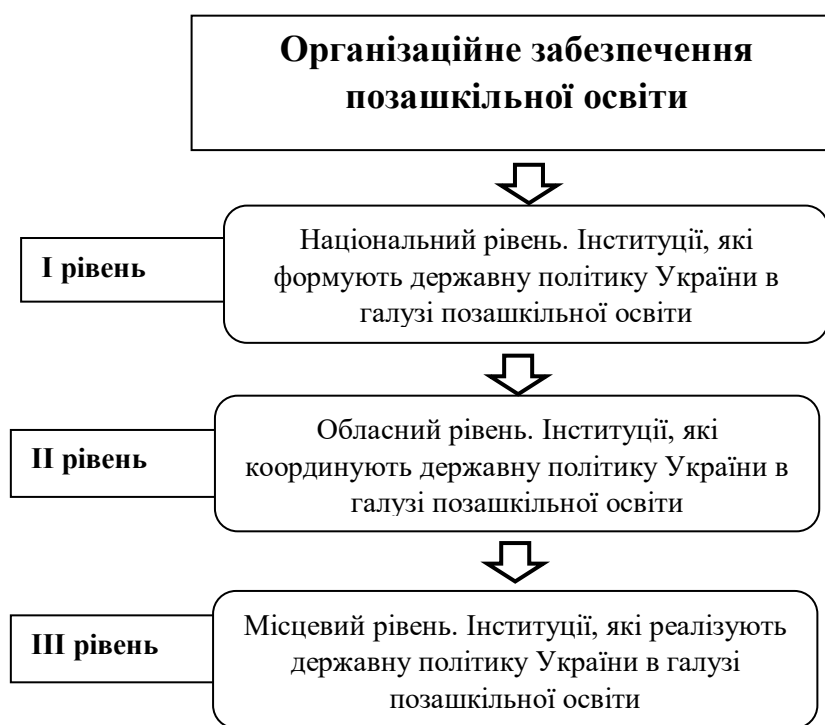 Організаційне забезпечення
позашкільної освіти
І рівень
Національний рівень. Інституції, які
формують державну політику України в
галузі позашкільної освіти
ІІ рівень
Обласний рівень. Інституції, які
координують державну політику України в
галузі позашкільної освіти
ІІІ рівень
Місцевий рівень. Інституції, які реалізують
державну політику України в галузі
позашкільної освіти